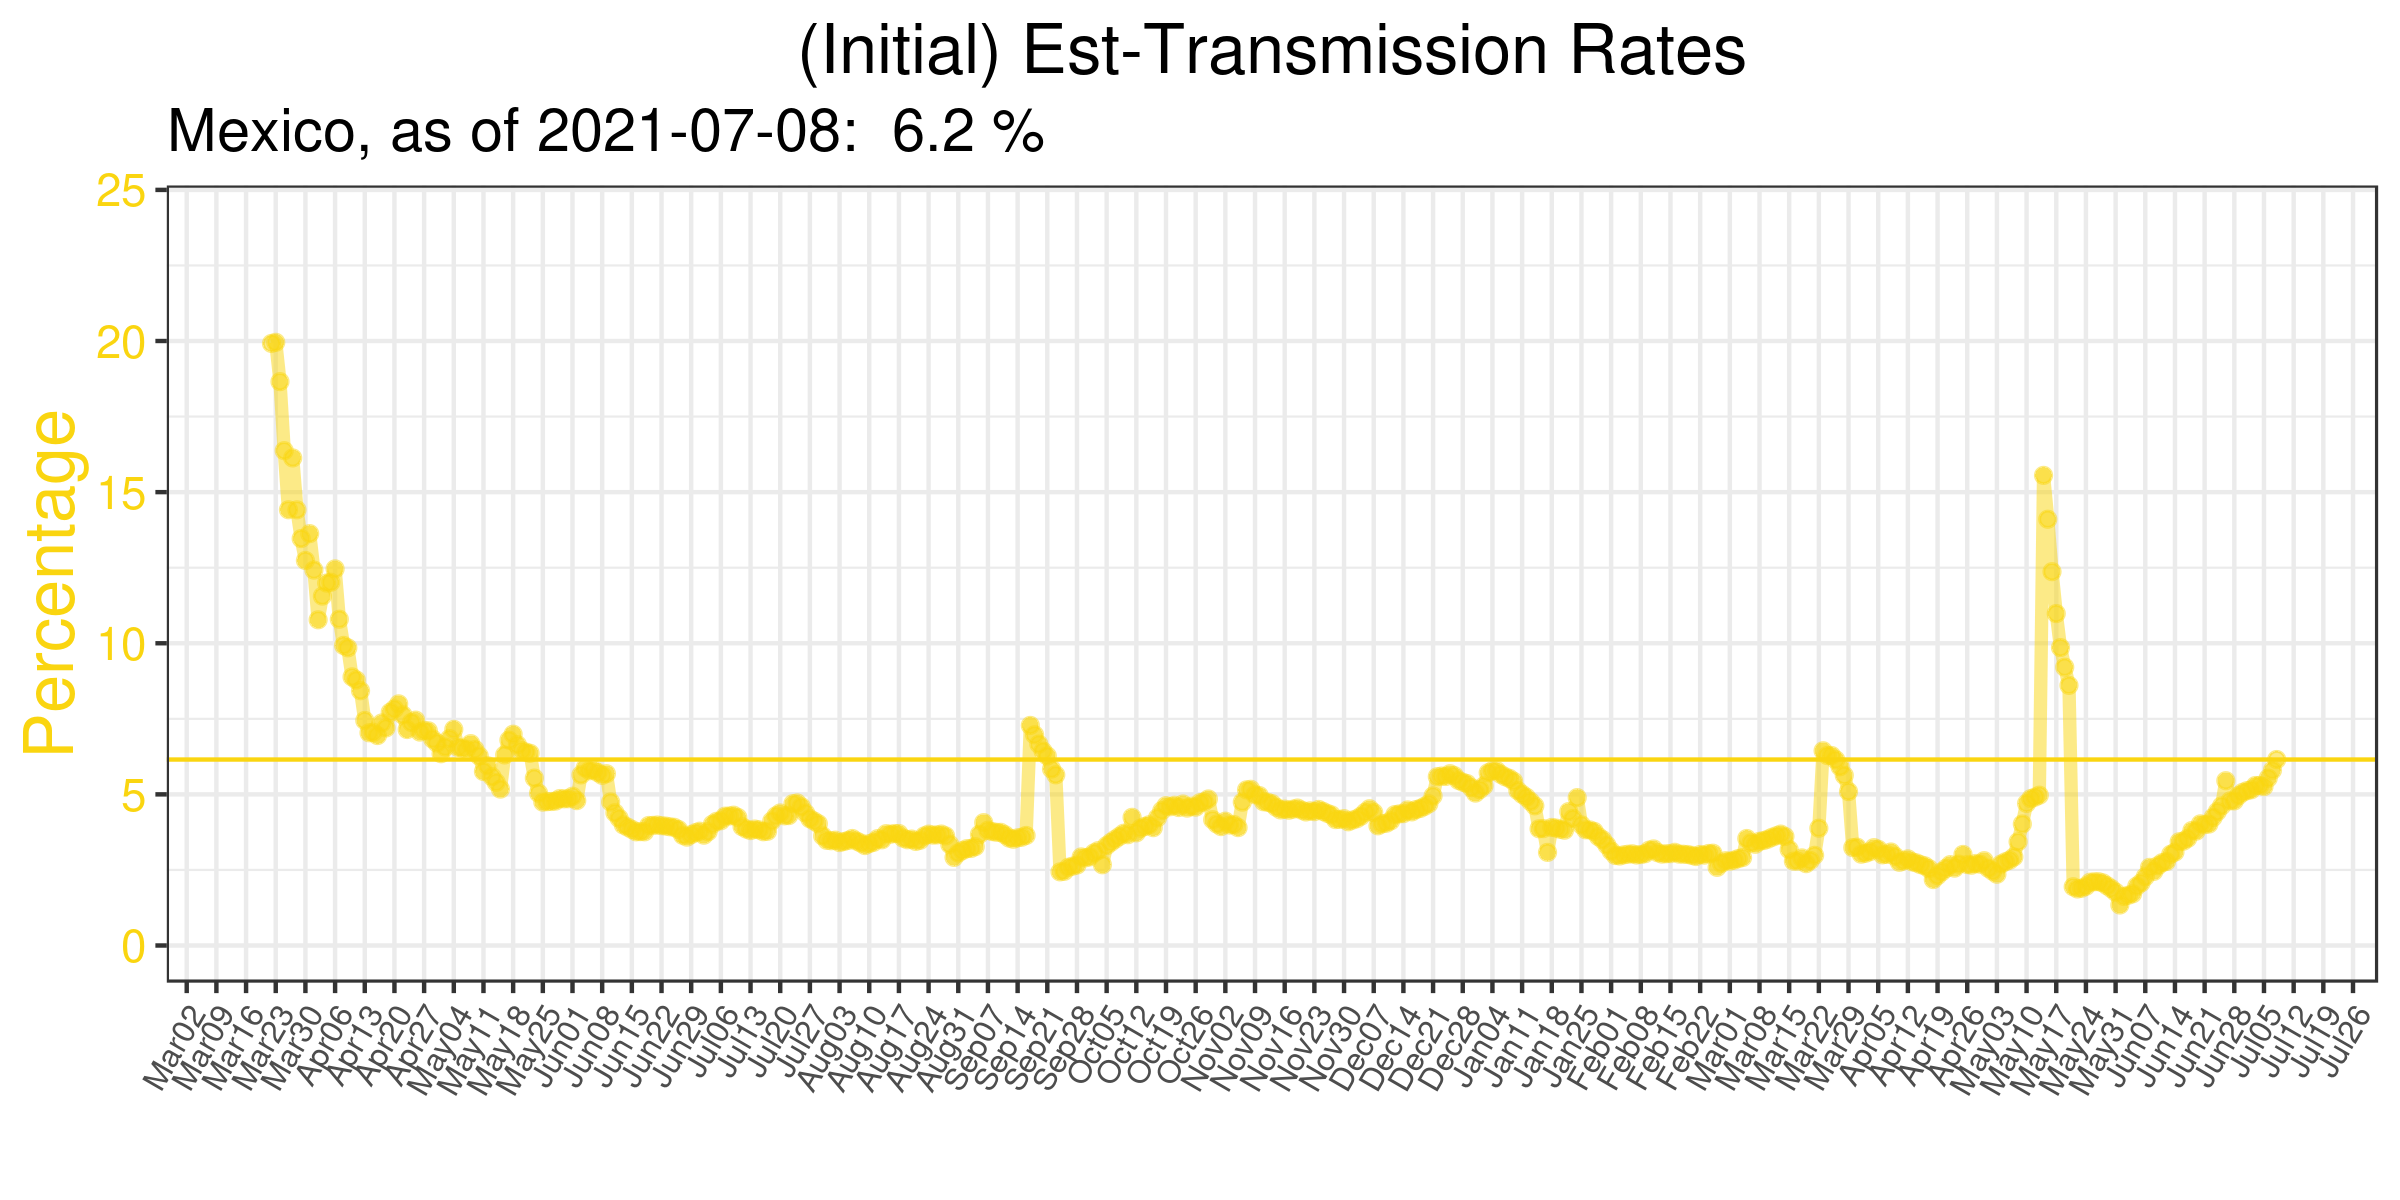 (Initial) Est-Transmission Rates
Mexico, as of 2021-07-08:  6.2 %
Percentage
25
20
15
10
5
0
Mar02
Mar09
Mar16
Mar23
Mar30
Apr06
Apr13
Apr20
Apr27
May04
May11
May18
May25
Jun01
Jun08
Jun15
Jun22
Jun29
Jul06
Jul13
Jul20
Jul27
Aug03
Aug10
Aug17
Aug24
Aug31
Sep07
Sep14
Sep21
Sep28
Oct05
Oct12
Oct19
Oct26
Nov02
Nov09
Nov16
Nov23
Nov30
Dec07
Dec14
Dec21
Dec28
Jan04
Jan11
Jan18
Jan25
Feb01
Feb08
Feb15
Feb22
Mar01
Mar08
Mar15
Mar22
Mar29
Apr05
Apr12
Apr19
Apr26
May03
May10
May17
May24
May31
Jun07
Jun14
Jun21
Jun28
Jul05
Jul12
Jul19
Jul26